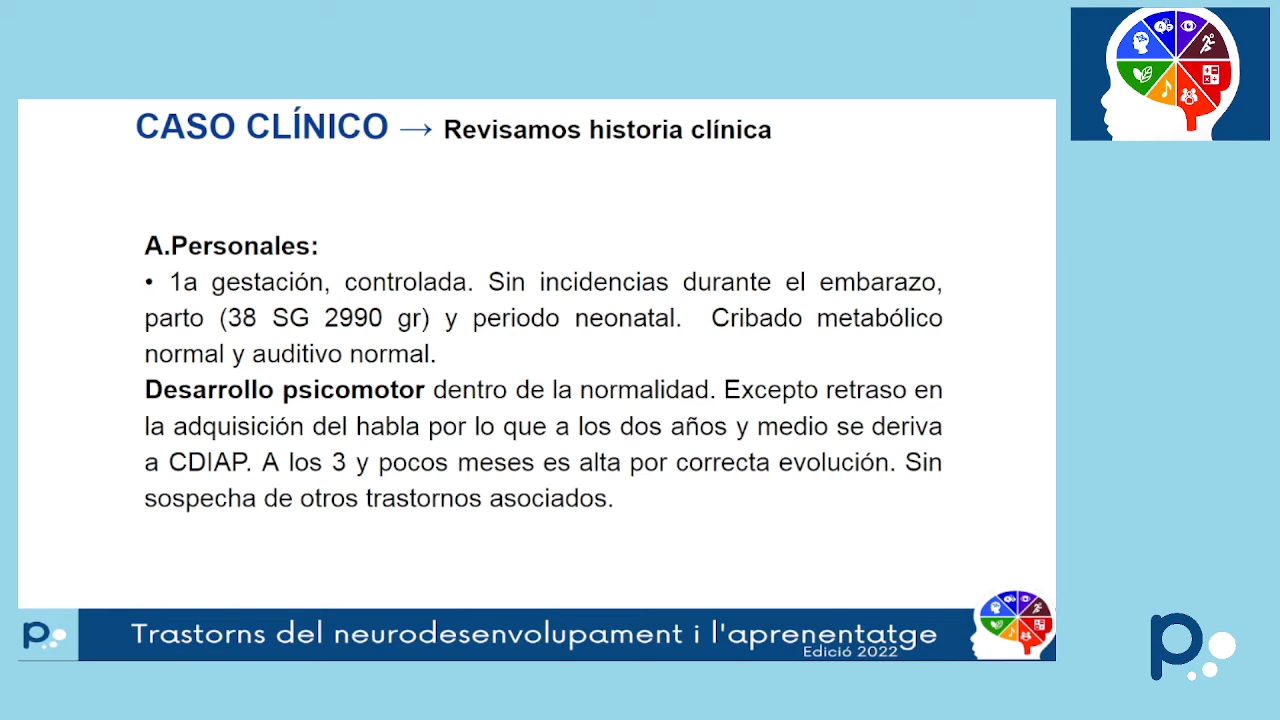 CASO CLÍNICO → Revisamos historia clínica
A.Personales:
• 1a gestación, controlada. Sin incidencias durante el embarazo,
parto (38 SG 2990 gr) y periodo neonatal. Cribado metabólico
normal y auditivo normal.
Desarrollo psicomotor dentro de la normalidad. Excepto retraso en
la adquisición del habla por lo que a los dos años y medio se deriva
a CDIAP. A los 3 y pocos meses es alta por correcta evolución. Sin
sospecha de otros trastornos asociados.
p
Trastorns del neurodesenvolupament i l'aprenentatge
Edició 2022
p